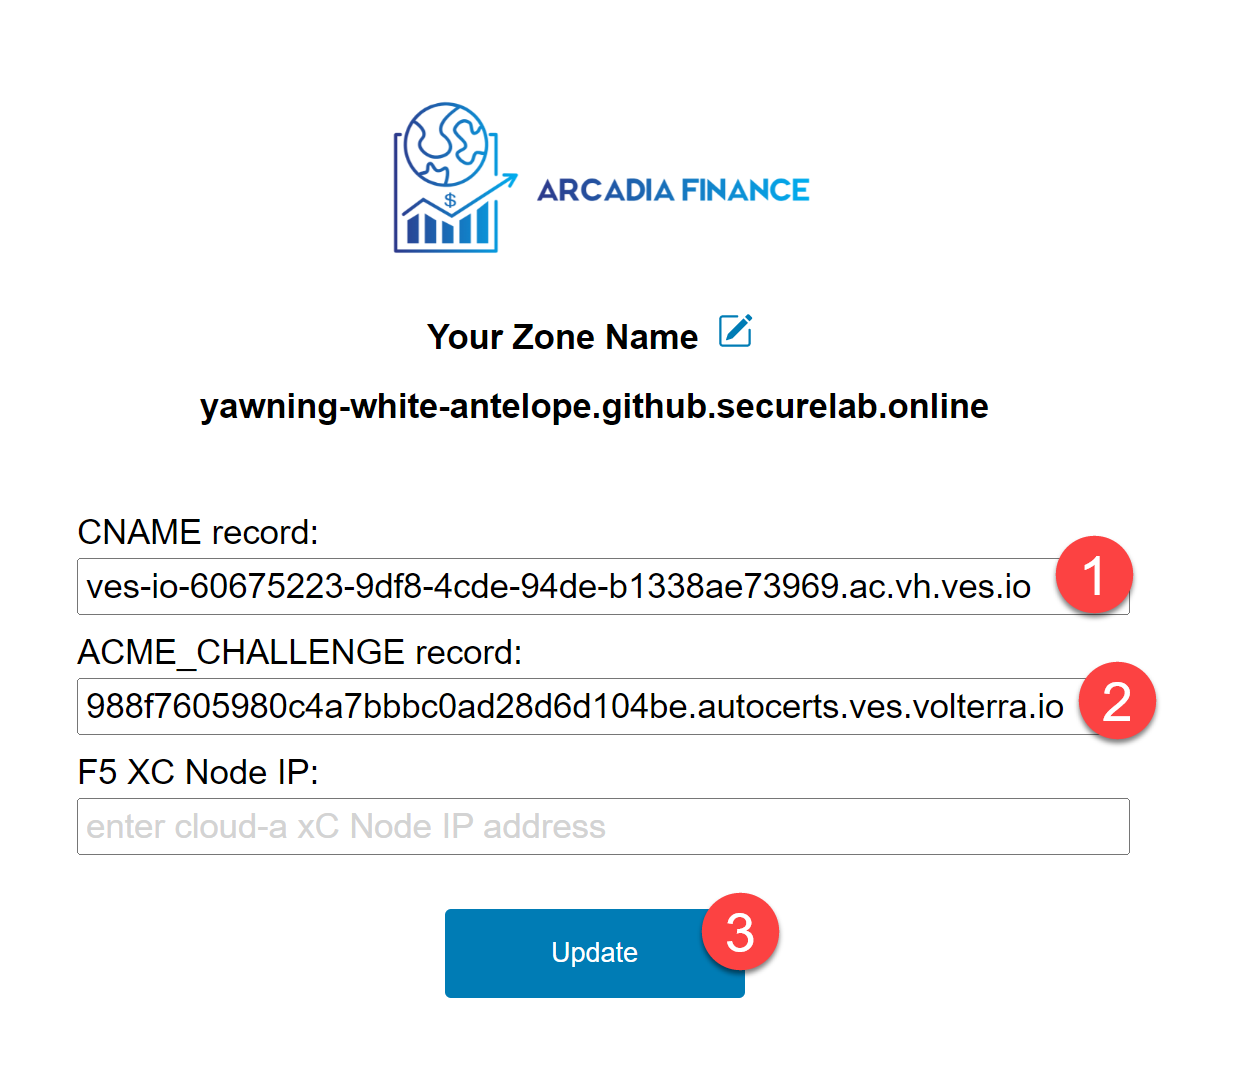 $
ARCADIA FINANCE
Your Zone Name
yawning-white-antelope.github.securelab.online
CNAME record:
ves-io-60675223-9df8-4cde-94de-b1338ae73969.ac.vh.ves.io
1
ACME_CHALLENGE record:
988f7605980c4a7bbbc0ad28d6d104be.autocerts.ves.volterra.io
2
F5 XC Node IP:
enter cloud-a xC Node IP address
Update
3